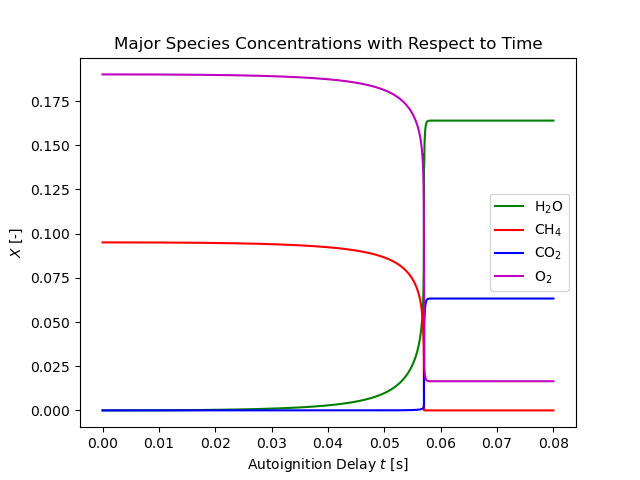 Major Species Concentrations with Respect to Time
X [-]
0.175
0.150
0.125
0.100
0.075
0.050
0.025
0.000
H₂O
CH₄
CO₂
O₂
0.00 0.01 0.02 0.03 0.04 0.05 0.06 0.07 0.08
Autoignition Delay t [s]